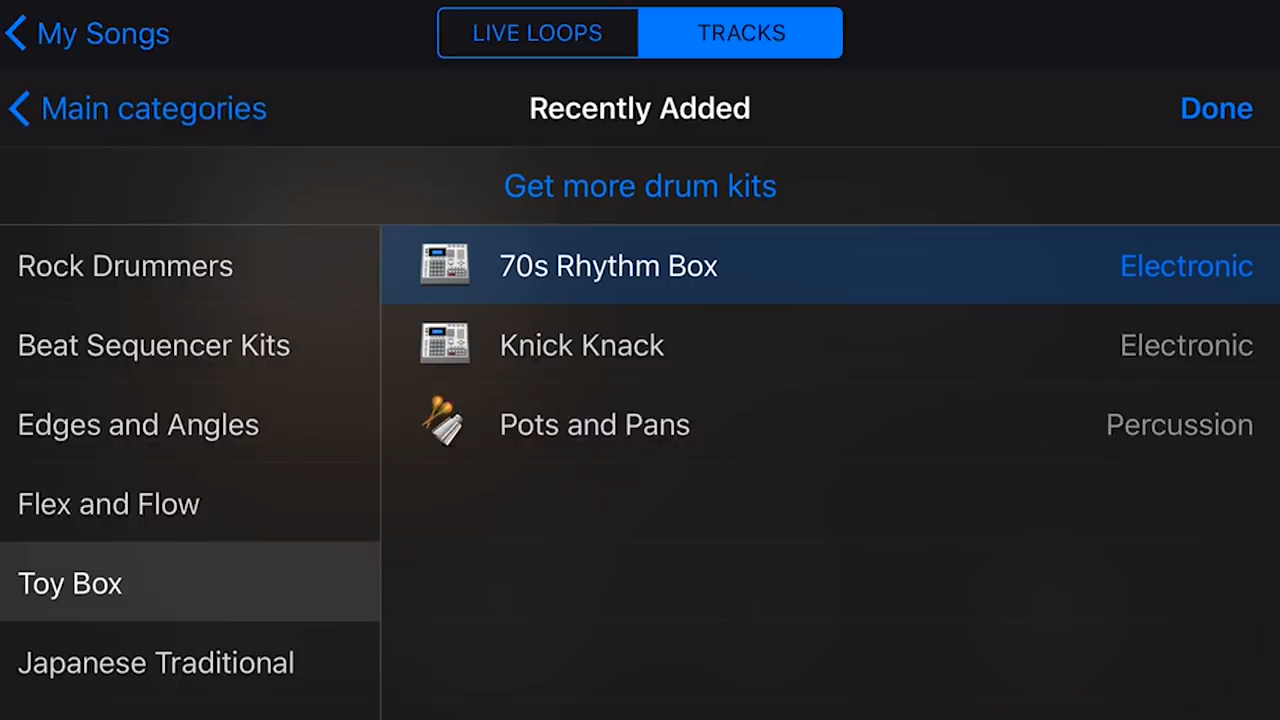 My Songs
LIVE LOOPS
TRACKS
Main categories
Recently Added
Done
Get more drum kits
Rock Drummers
Beat Sequencer Kits
Edges and Angles
Flex and Flow
Toy Box
Japanese Traditional
70s Rhythm Box
Electronic
Knick Knack
Electronic
Pots and Pans
Percussion